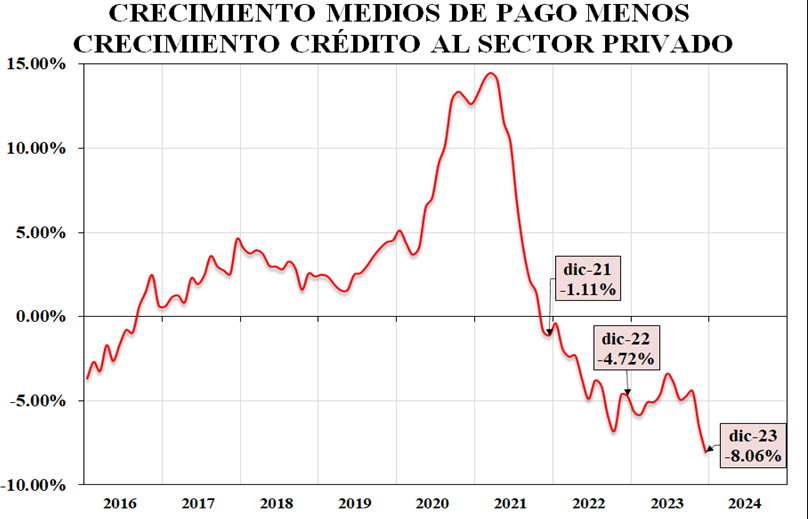 CRECIMIENTO MEDIOS DE PAGO MENOS
CRECIMIENTO CRÉDITO AL SECTOR PRIVADO
15.00%
10.00%
5.00%
0.00%
-5.00%
-10.00%
dic-21
-1.11%
dic-22
-4.72%
dic-23
-8.06%
2016 2017 2018 2019 2020 2021 2022 2023 2024